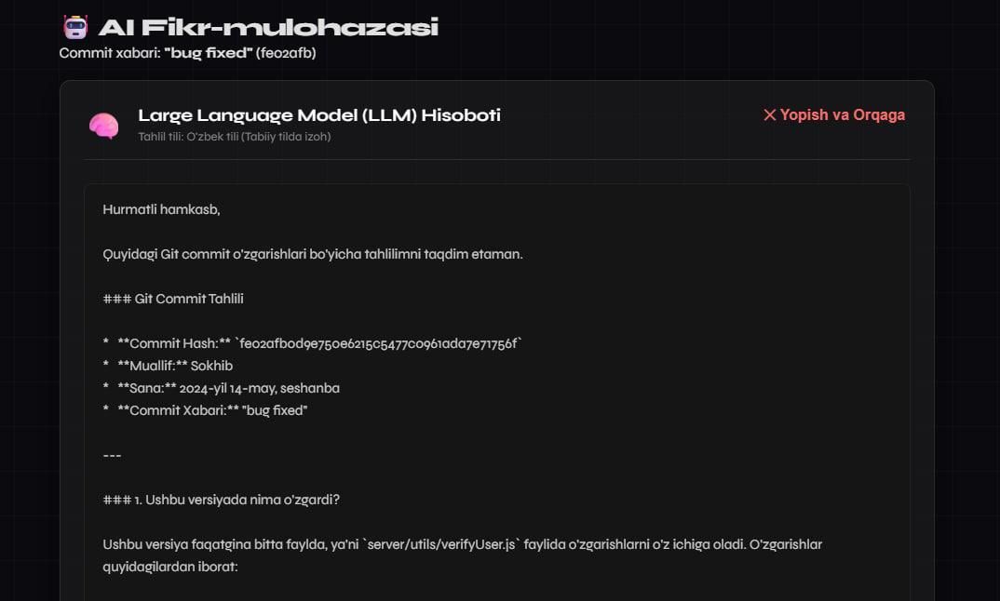 AI Fikr-mulohazasi
Commit xabari: "bug fixed" (fe02afb)
Large Language Model (LLM) Hisoboti
Tahlil tili: O'zbek tili (Tabiiy tilda izoh)
Yopish va Orqaga
Hurmatli hamkasb,
Quyidagi Git commit o'zgarishlari bo'yicha tahlilimni taqdim etaman.
### Git Commit Tahlili
* **Commit Hash:** `fe02afb0d9e750e6215c5477c0961ada7e71756f`
* **Muallif:** Sokhib
* **Sana:** 2024-yil 14-may, seshanba
* **Commit Xabari:** "bug fixed"
---
### 1. Ushbu versiyada nima o'zgardi?
Ushbu versiya faqatgina bitta faylda, ya'ni `server/utils/verifyUser.js` faylida o'zgarishlarni o'z ichiga oladi. O'zgarishlar
quyidagilardan iborat: